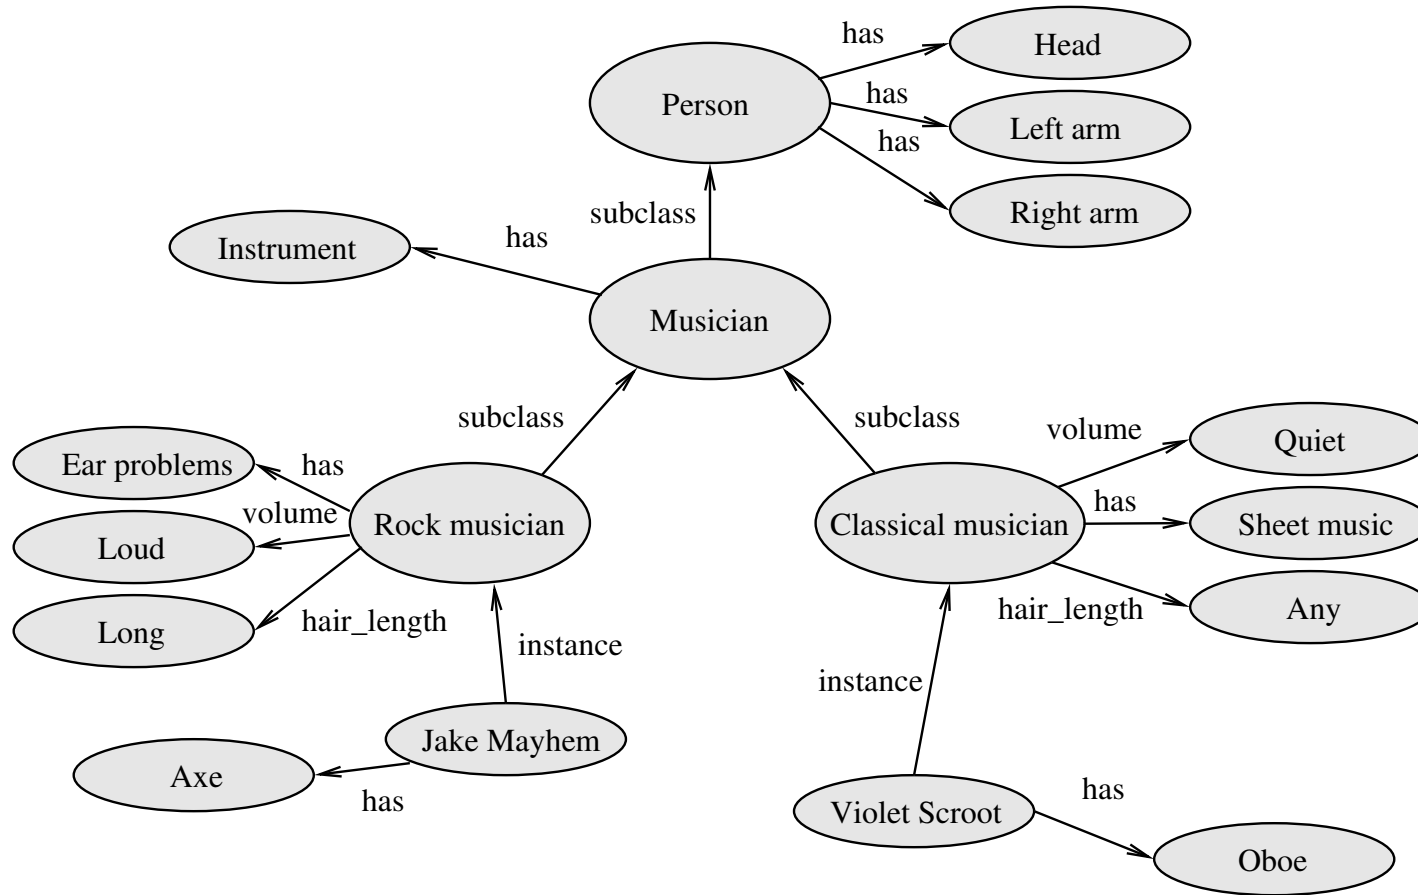 has
Head
Person
has
Left arm
has
Right arm
subclass
Instrument
has
Musician
subclass
subclass
Ear problems
has
volume
Loud
Rock musician
Long
hair_length
volume
Quiet
has
Classical musician
Sheet music
hair_length
Any
instance
instance
Jake Mayhem
Axe
has
Violet Scroot
has
Oboe